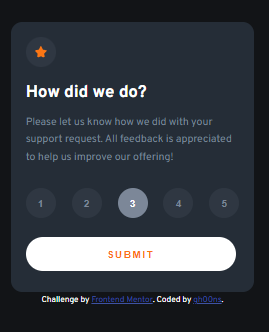 How did we do?
Please let us know how we did with your
support request. All feedback is appreciated
to help us improve our offering!
1 2 3 4 5
SUBMIT
Challenge by Frontend Mentor. Coded by gh00ns.